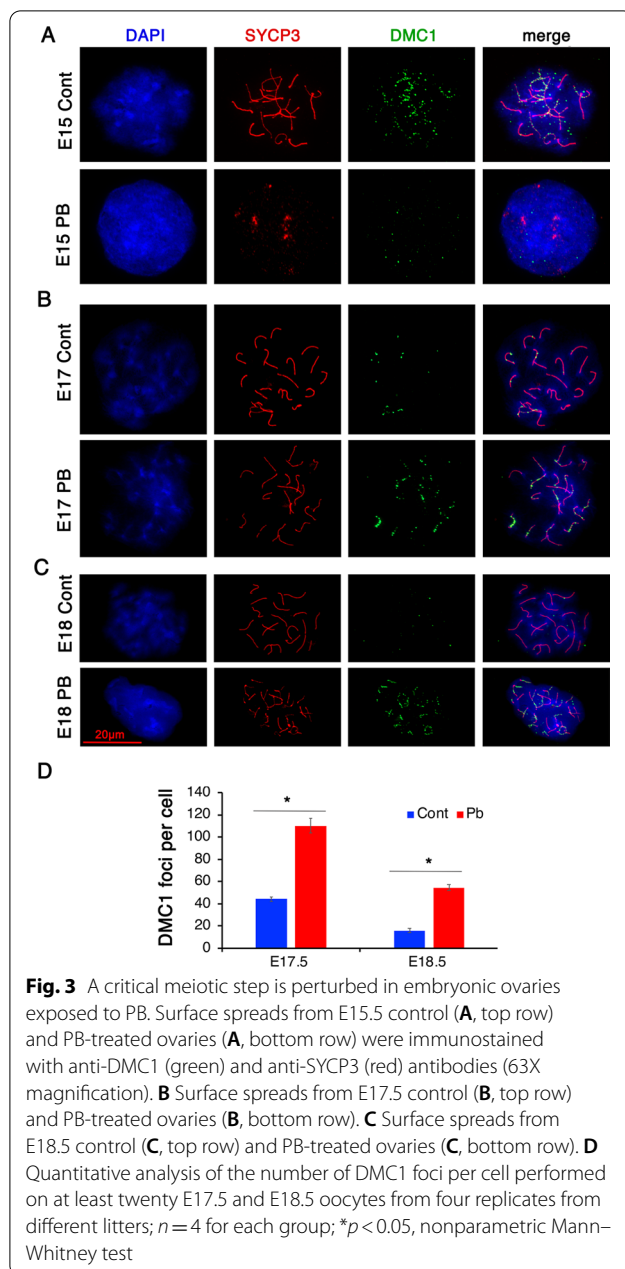 A
DAPI SYCP3 DMC1 merge
E15 Cont
E15 PB
B
E17 Cont
E17 PB
C
E18 Cont
E18 PB
20µm
D
DMC1 foci per cell
140
120
100
80
60
40
20
0
*
*
Cont Pb
E17.5 E18.5
Fig. 3 A critical meiotic step is perturbed in embryonic ovaries
exposed to PB. Surface spreads from E15.5 control (A, top row)
and PB-treated ovaries (A, bottom row) were immunostained
with anti-DMC1 (green) and anti-SYCP3 (red) antibodies (63X
magnification). B Surface spreads from E17.5 control (B, top row)
and PB-treated ovaries (B, bottom row). C Surface spreads from
E18.5 control (C, top row) and PB-treated ovaries (C, bottom row). D
Quantitative analysis of the number of DMC1 foci per cell performed
on at least twenty E17.5 and E18.5 oocytes from four replicates from
different litters; n = 4 for each group; *p < 0.05, nonparametric Mann–
Whitney test